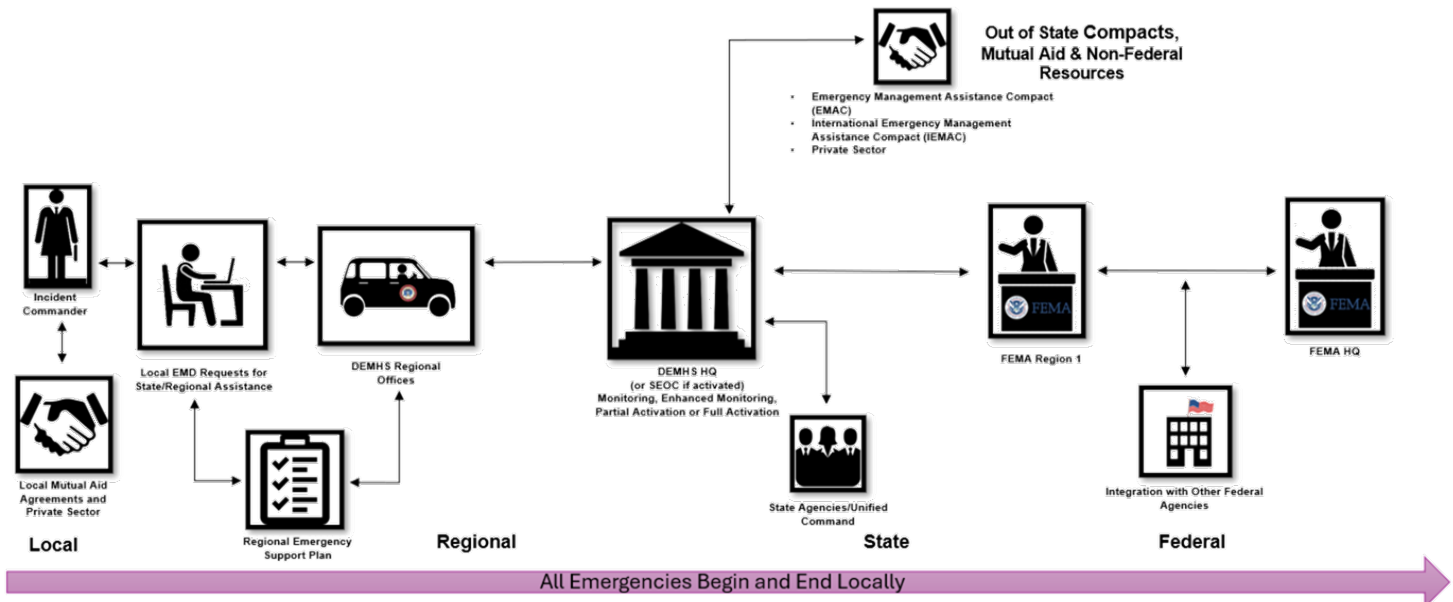 Out of State Compacts,
Mutual Aid & Non-Federal
Resources
• Emergency Management Assistance Compact
(EMAC)
• International Emergency Management
Assistance Compact (IEMAC)
• Private Sector
Incident
Commander
Local EMD Requests for
State/Regional Assistance
DEMHS Regional
Offices
DEMHS HQ
(or SEOC if activated)
Monitoring, Enhanced Monitoring,
Partial Activation or Full Activation
FEMA
FEMA Region 1
FEMA
FEMA HQ
Local Mutual Aid
Agreements and
Private Sector
Regional Emergency
Support Plan
State Agencies/Unified
Command
Integration with Other Federal
Agencies
Local
Regional
State
Federal
All Emergencies Begin and End Locally